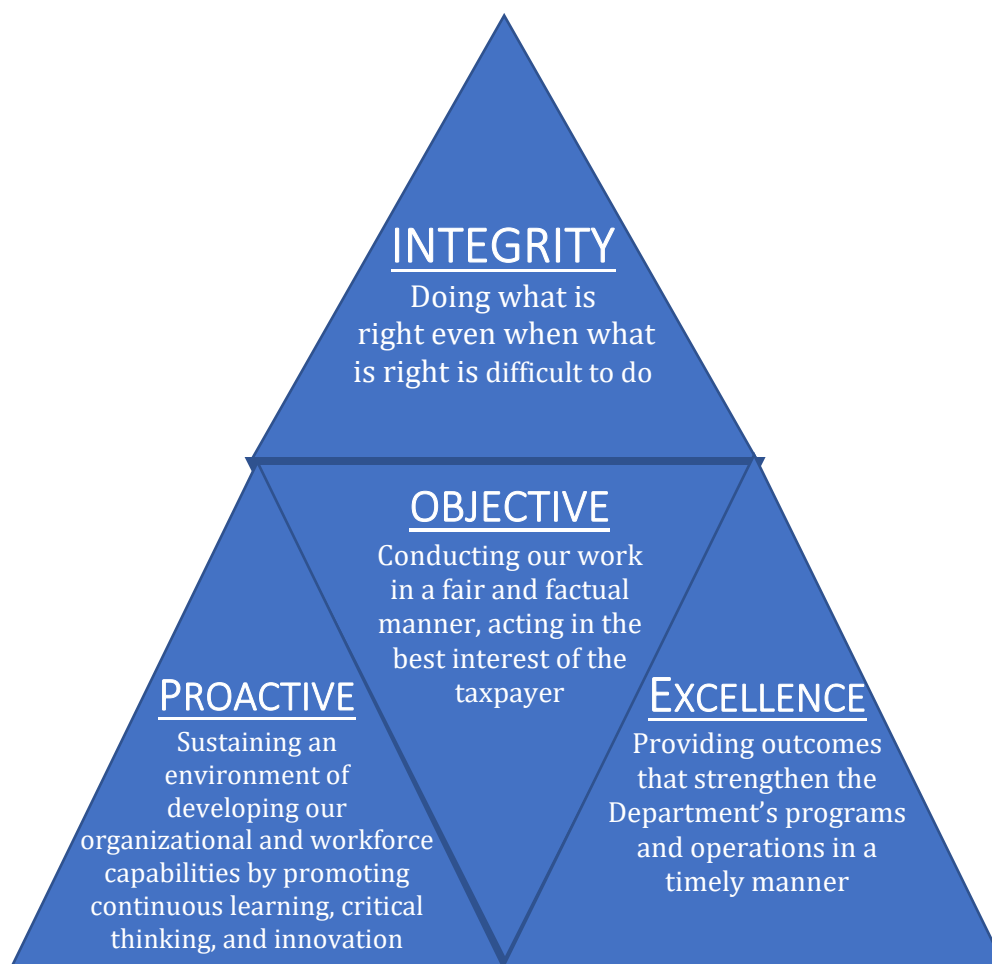 INTEGRITY
Doing what is
right even when what
is right is difficult to do
OBJECTIVE
Conducting our work
in a fair and factual
manner, acting in the
best interest of the
taxpayer
PROACTIVE
Sustaining an
environment of
developing our
organizational and workforce
capabilities by promoting
continuous learning, critical
thinking, and innovation
EXCELLENCE
Providing outcomes
that strengthen the
Department’s programs
and operations in a
timely manner